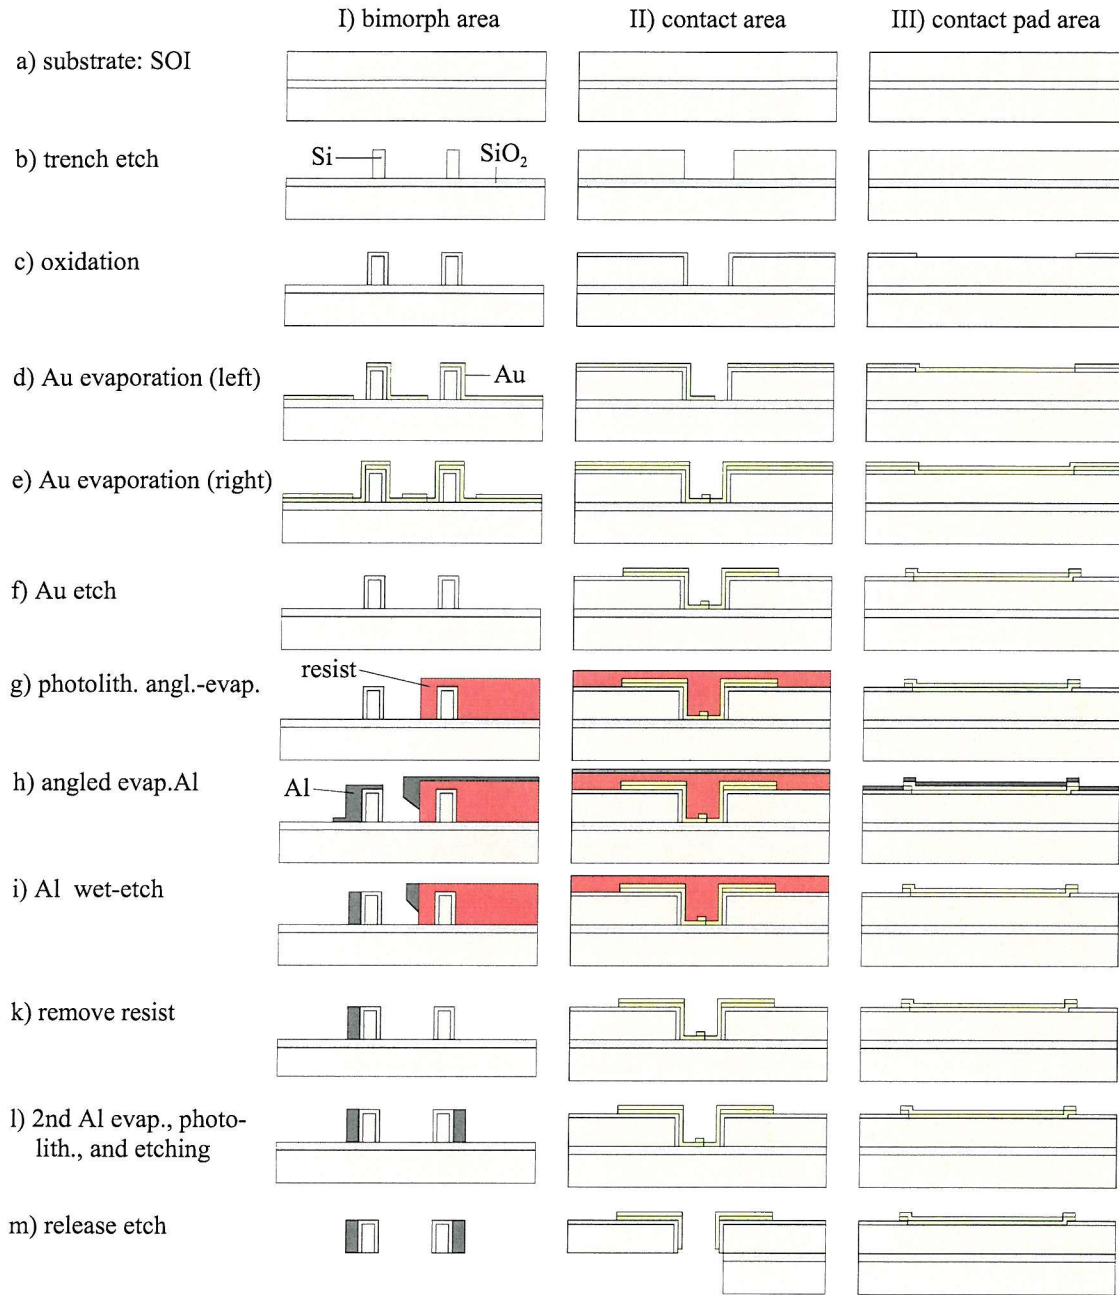 I) bimorph area II) contact area III) contact pad area
a) substrate: SOI
b) trench etch Si SiO₂
c) oxidation
d) Au evaporation (left) Au
e) Au evaporation (right)
f) Au etch
resist
g) photolith. angl.-evap.
h) angled evap.Al Al
i) Al wet-etch
k) remove resist
l) 2nd Al evap., photo-
lith., and etching
m) release etch